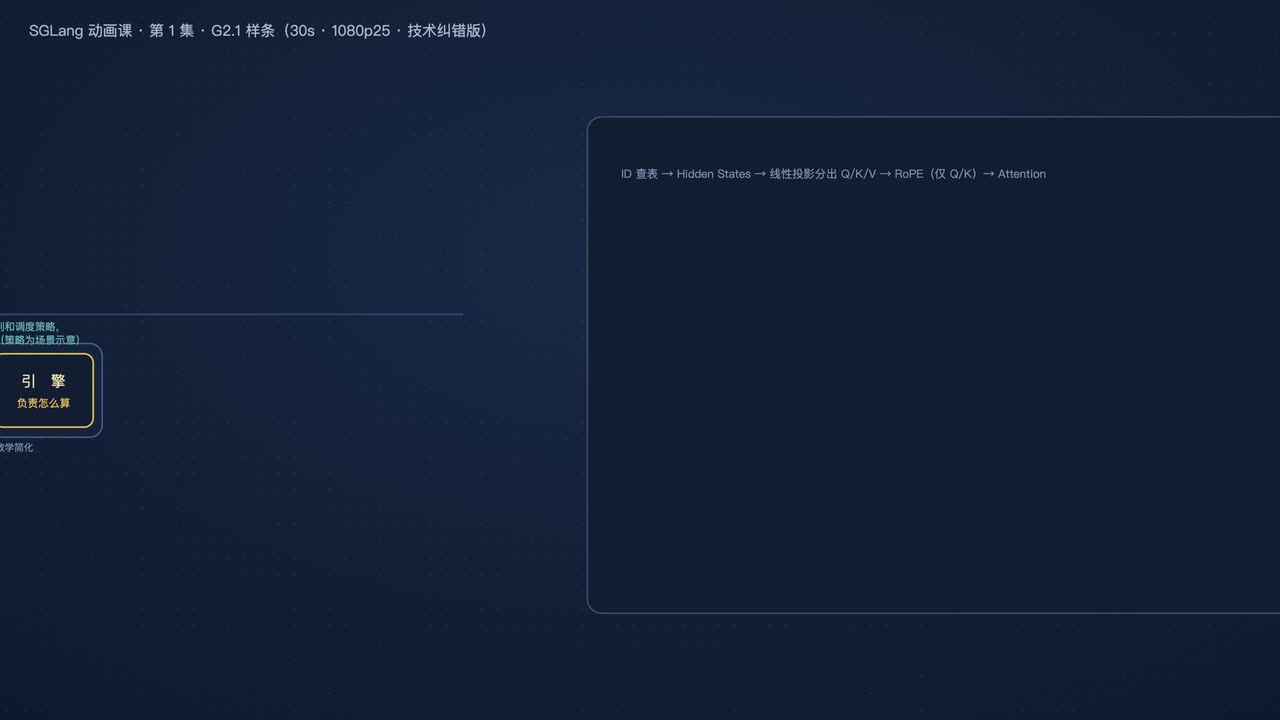 SGLang 动画课 · 第 1 集 · G2.1 样条（30s · 1080p25 · 技术纠错版）
ID 查表 → Hidden States → 线性投影分出 Q/K/V → RoPE（仅 Q/K）→ Attention
和调度策略，
（策略为场景示意）
引 擎
负责怎么算
学简化